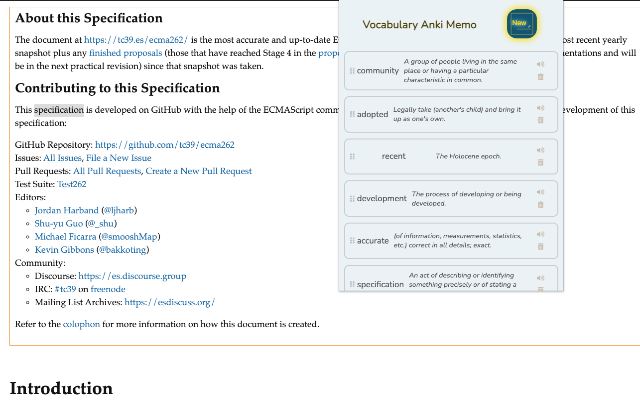 About this Specification
The document at https://tc39.es/ecma262/ is the most accurate and up-to-date
ost recent yearly
snapshot plus any finished proposals (those that have reached Stage 4 in the
entations and will
be in the next practical revision) since that snapshot was taken.
Contributing to this Specification
This specification is developed on GitHub with the help of the ECMAScript
evelopment of this
specification:
GitHub Repository: https://github.com/tc39/ecma262
Issues: All Issues, File a New Issue
Pull Requests: All Pull Requests, Create a New Pull Request
Test Suite: Test262
Editors:
Jordan Harband (@ljharb)
Shu-yu Guo (@_shu)
Michael Ficarra (@smooshMap)
Kevin Gibbons (@bakkoting)
Community:
Discourse: https://es.discourse.group
IRC: #tc39 on freenode
Mailing List Archives: https://esdiscuss.org/
Refer to the colophon for more information on how this document is created.
Introduction
Vocabulary Anki Memo
New
community
A group of people living in the same
place or having a particular
characteristic in common.
adopted
Legally take (another's child) and bring it
up as one's own.
recent
The Holocene epoch.
development
The process of developing or being
developed.
accurate
(of information, measurements, statistics,
etc.) correct in all details; exact.
specification
An act of describing or identifying
something precisely or of stating a